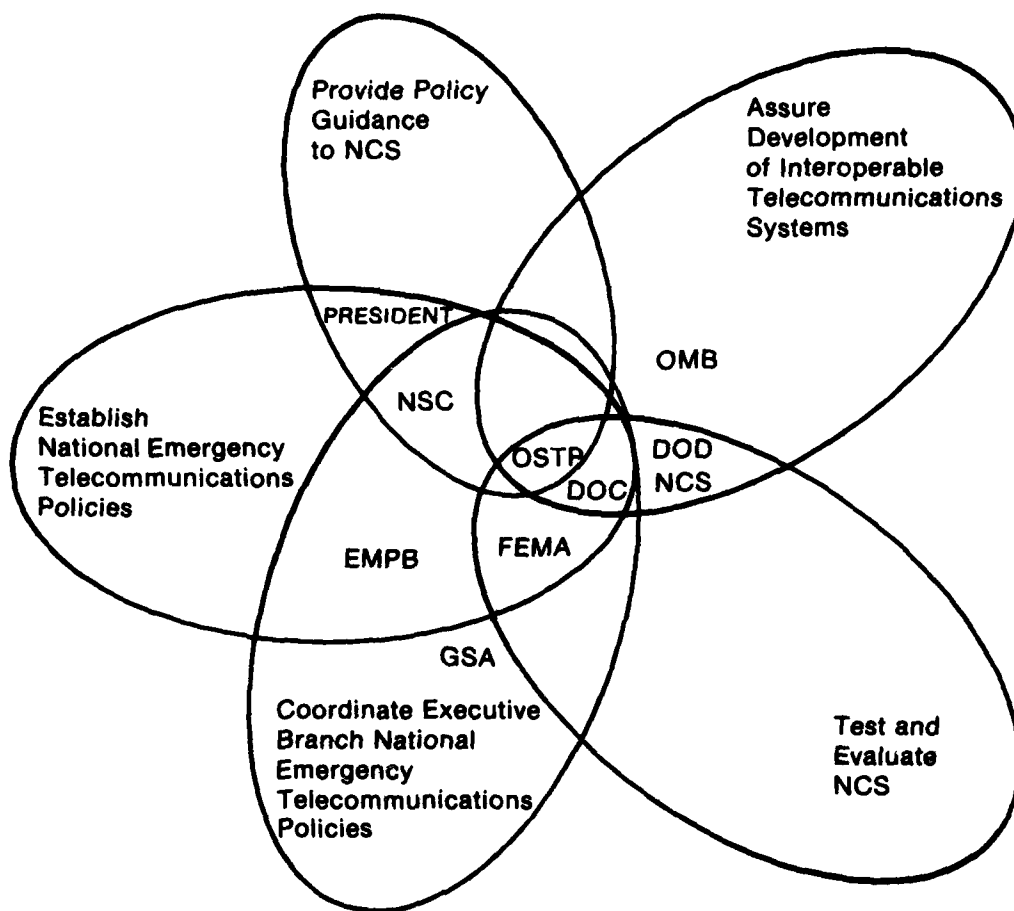 Provide Policy
Guidance
to NCS
Assure
Development
of Interoperable
Telecommunications
Systems
PRESIDENT
OMB
NSC
Establish
National Emergency
Telecommunications
Policies
OSTP
DOC
DOD
NCS
EMPB
FEMA
GSA
Coordinate Executive
Branch National
Emergency
Telecommunications
Policies
Test and
Evaluate
NCS